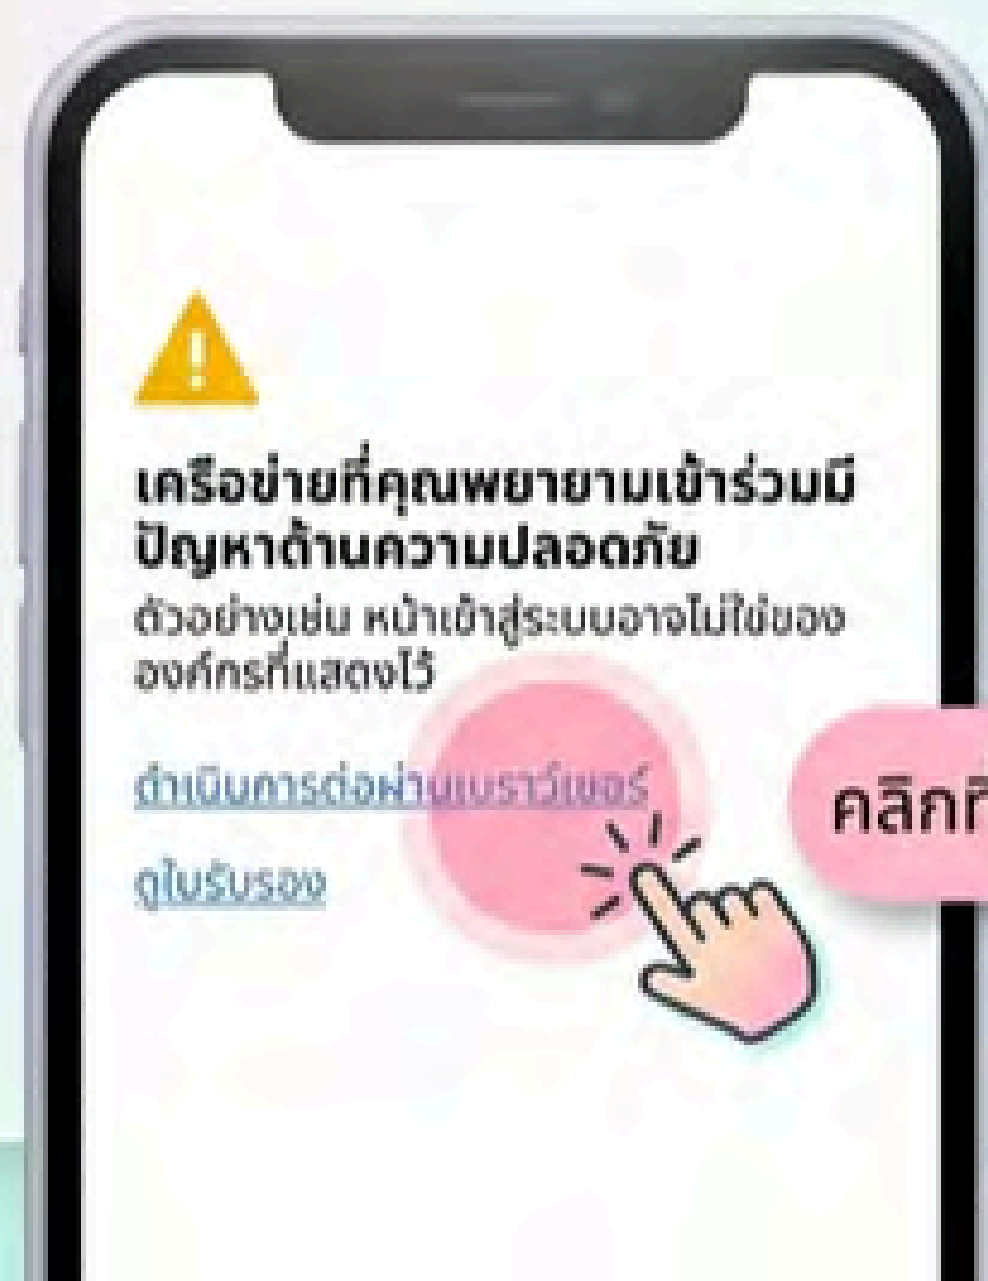 เครือข่ายที่คุณพยายามเข้าร่วมมี
ปัญหาด้านความปลอดภัย
ตัวอย่างเช่น หน้าเข้าสู่ระบบอาจไม่ใช่ของ
องค์กรที่แสดงไว้
ดำเนินการต่อผ่านเบราว์เซอร์
คลิกที่
ดูใบรับรอง